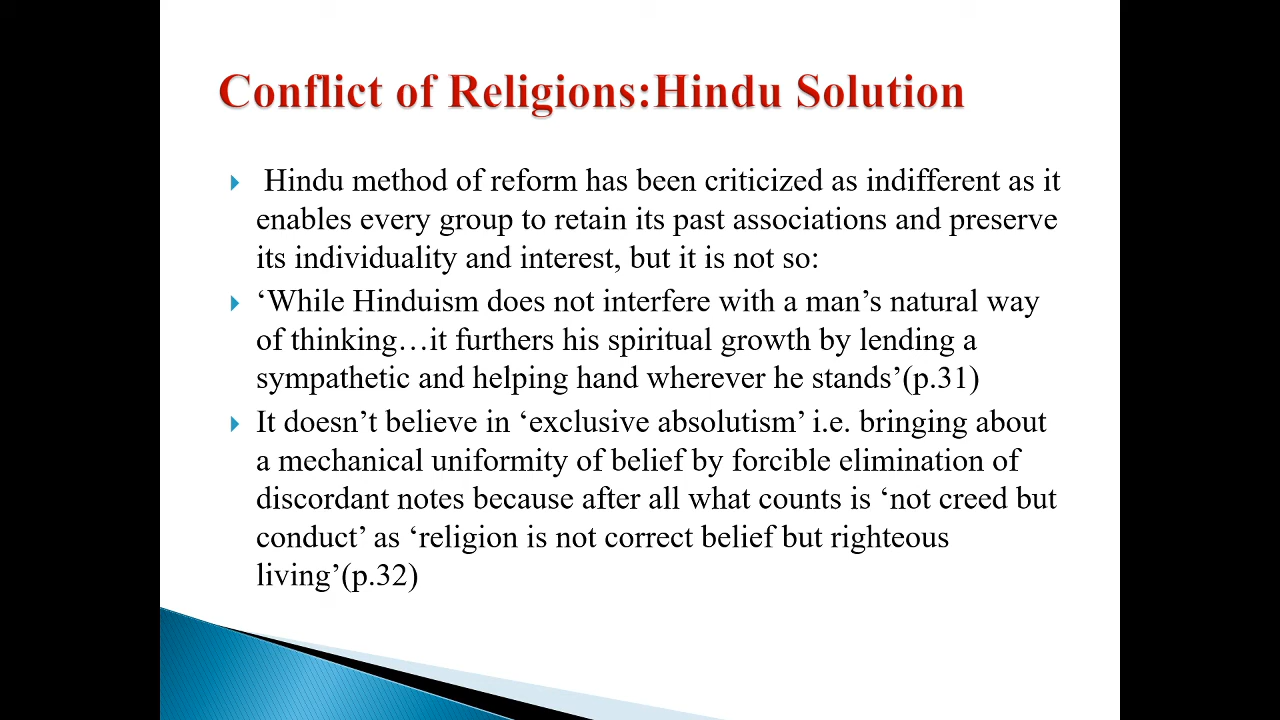 Conflict of Religions:Hindu Solution
Hindu method of reform has been criticized as indifferent as it
enables every group to retain its past associations and preserve
its individuality and interest, but it is not so:
‘While Hinduism does not interfere with a man’s natural way
of thinking…it furthers his spiritual growth by lending a
sympathetic and helping hand wherever he stands’(p.31)
It doesn’t believe in ‘exclusive absolutism’ i.e. bringing about
a mechanical uniformity of belief by forcible elimination of
discordant notes because after all what counts is ‘not creed but
conduct’ as ‘religion is not correct belief but righteous
living’(p.32)